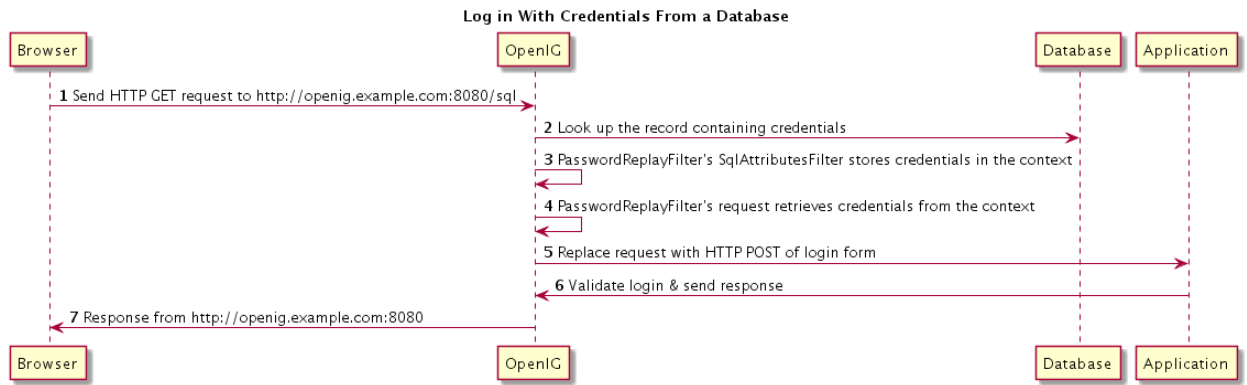 Log in With Credentials From a Database
Browser
OpenIG
Database
Application
1 Send HTTP GET request to http://openig.example.com:8080/sql
2 Look up the record containing credentials
3 PasswordReplayFilter's SqlAttributesFilter stores credentials in the context
4 PasswordReplayFilter's request retrieves credentials from the context
5 Replace request with HTTP POST of login form
6 Validate login & send response
7 Response from http://openig.example.com:8080
Browser
OpenIG
Database
Application